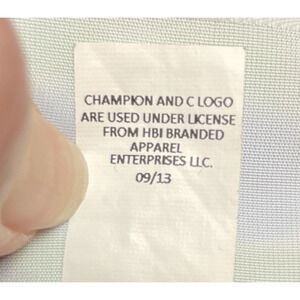 CHAMPION AND C LOGO
ARE USED UNDER LICENSE
FROM HBI BRANDED
APPAREL
ENTERPRISES LLC.
09/13